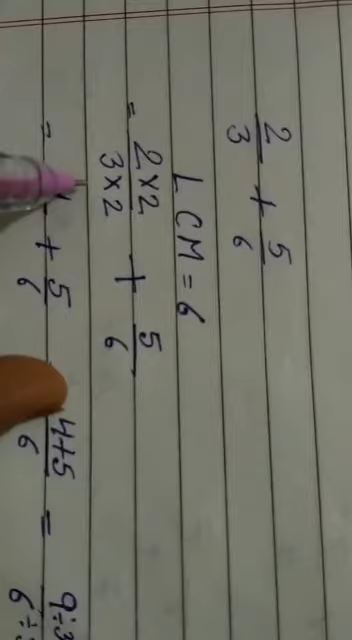 2/3 + 5/6
LCM = 6
= 2×2/3×2 + 5/6
= + 5/6 4+5/6 = 9÷3/6÷